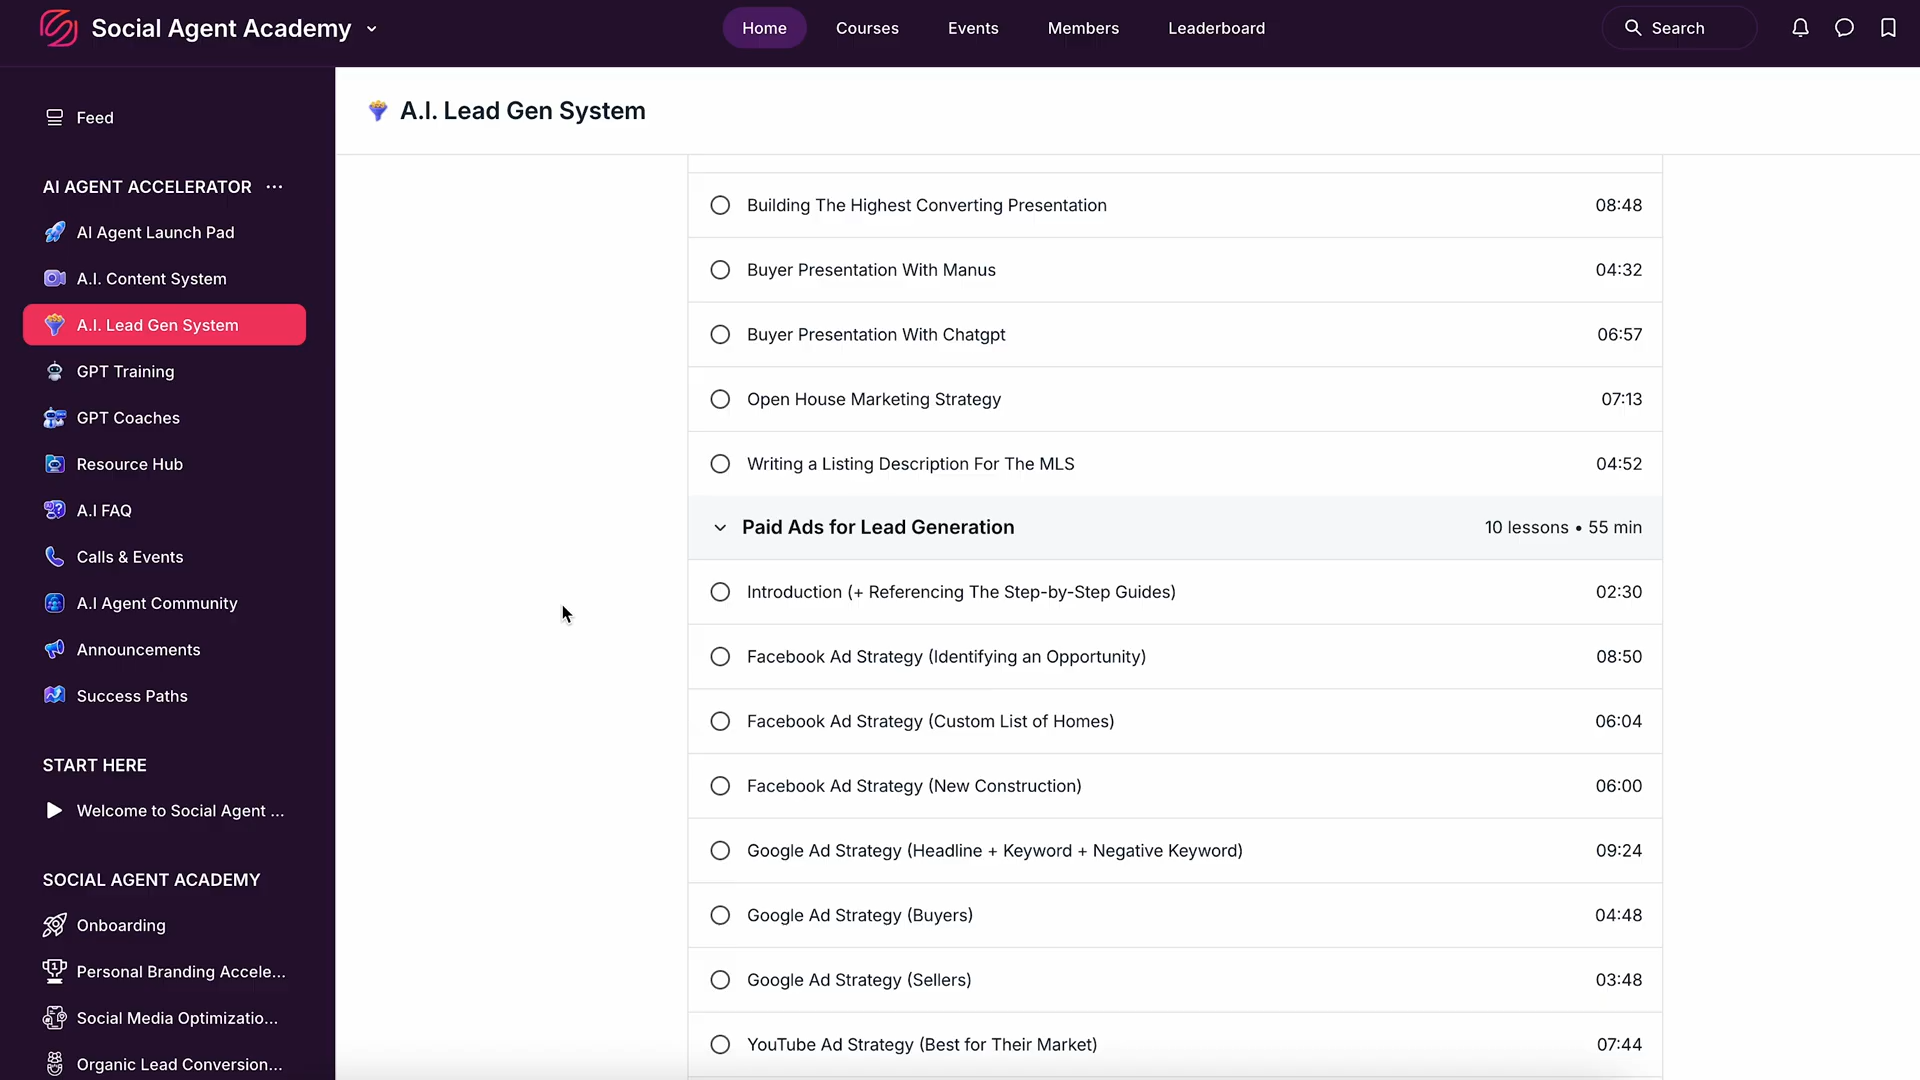 Social Agent Academy
Home
Courses
Events
Members
Leaderboard
Search
Feed
AI AGENT ACCELERATOR
AI Agent Launch Pad
A.I. Content System
A.I. Lead Gen System
GPT Training
GPT Coaches
Resource Hub
A.I FAQ
Calls & Events
A.I Agent Community
Announcements
Success Paths
START HERE
Welcome to Social Agent ...
SOCIAL AGENT ACADEMY
Onboarding
Personal Branding Accele...
Social Media Optimizatio...
Organic Lead Conversion...
A.I. Lead Gen System
Building The Highest Converting Presentation 08:48
Buyer Presentation With Manus 04:32
Buyer Presentation With Chatgpt 06:57
Open House Marketing Strategy 07:13
Writing a Listing Description For The MLS 04:52
Paid Ads for Lead Generation 10 lessons • 55 min
Introduction (+ Referencing The Step-by-Step Guides) 02:30
Facebook Ad Strategy (Identifying an Opportunity) 08:50
Facebook Ad Strategy (Custom List of Homes) 06:04
Facebook Ad Strategy (New Construction) 06:00
Google Ad Strategy (Headline + Keyword + Negative Keyword) 09:24
Google Ad Strategy (Buyers) 04:48
Google Ad Strategy (Sellers) 03:48
YouTube Ad Strategy (Best for Their Market) 07:44